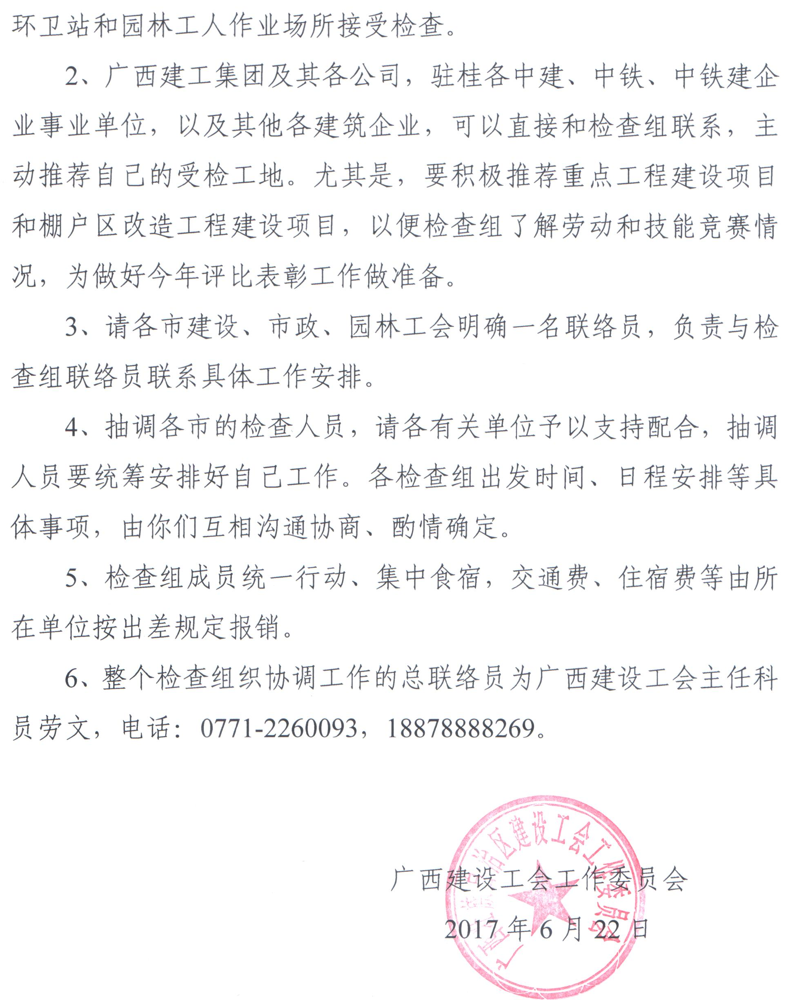 环卫站和园林工人作业场所接受检查。
2、广西建工集团及其各公司，驻桂各中建、中铁、中铁建企
业事业单位，以及其他各建筑企业，可以直接和检查组联系，主
动推荐自己的受检工地。尤其是，要积极推荐重点工程建设项目
和棚户区改造工程建设项目，以便检查组了解劳动和技能竞赛情
况，为做好今年评比表彰工作做准备。
3、请各市建设、市政、园林工会明确一名联络员，负责与检
查组联络员联系具体工作安排。
4、抽调各市的检查人员，请各有关单位予以支持配合，抽调
人员要统筹安排好自己工作。各检查组出发时间、日程安排等具
体事项，由你们互相沟通协商、酌情确定。
5、检查组成员统一行动、集中食宿，交通费、住宿费等由所
在单位按出差规定报销。
6、整个检查组织协调工作的总联络员为广西建设工会主任科
员劳文，电话：0771-2260093，18878888269。
广西建设工会工作委员会
2017 年 6 月 22 日
广西壮族自治区建设工会工作委员会